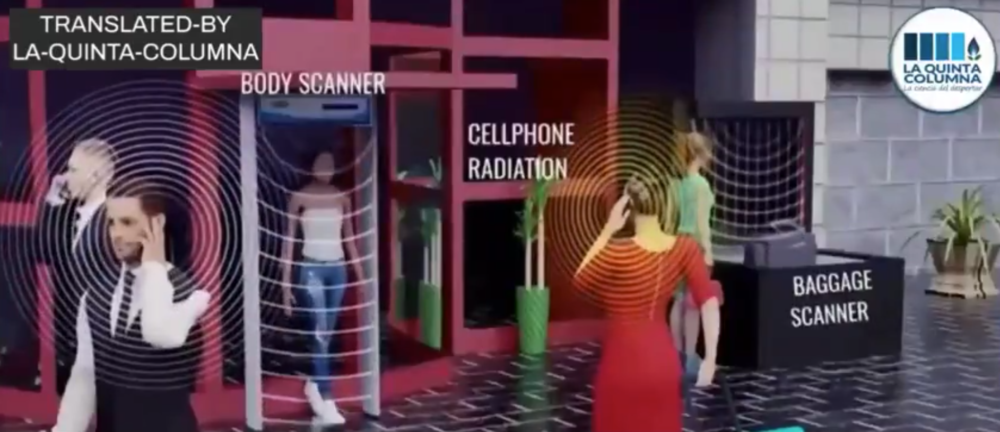 TRANSLATED-BY
LA-QUINTA-COLUMNA
LA QUINTA
COLUMNA
La ciencia del despertar
BODY SCANNER
CELLPHONE
RADIATION
BAGGAGE
SCANNER